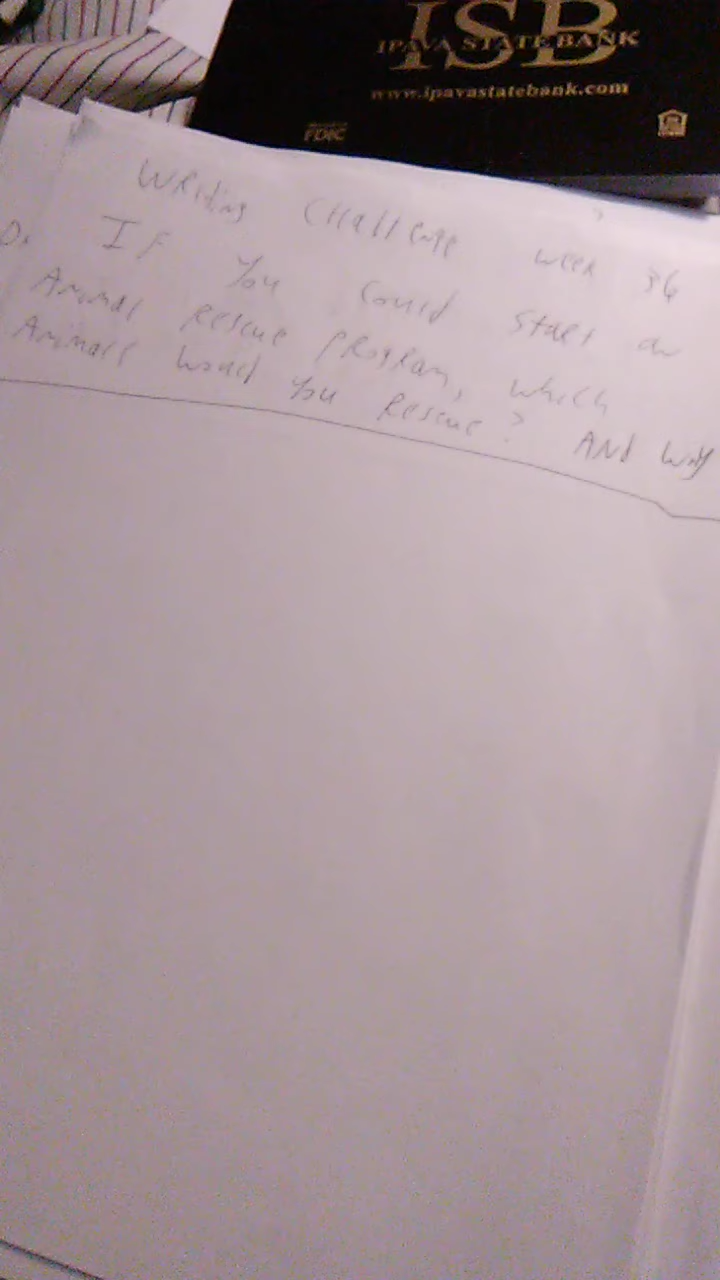 ISB
IPAVA STATE BANK
www.ipavastatebank.com
FDIC
Writing Challenge week 36
If You Could Start an
Animal Rescue Program, which
Animals Would You Rescue? And Why